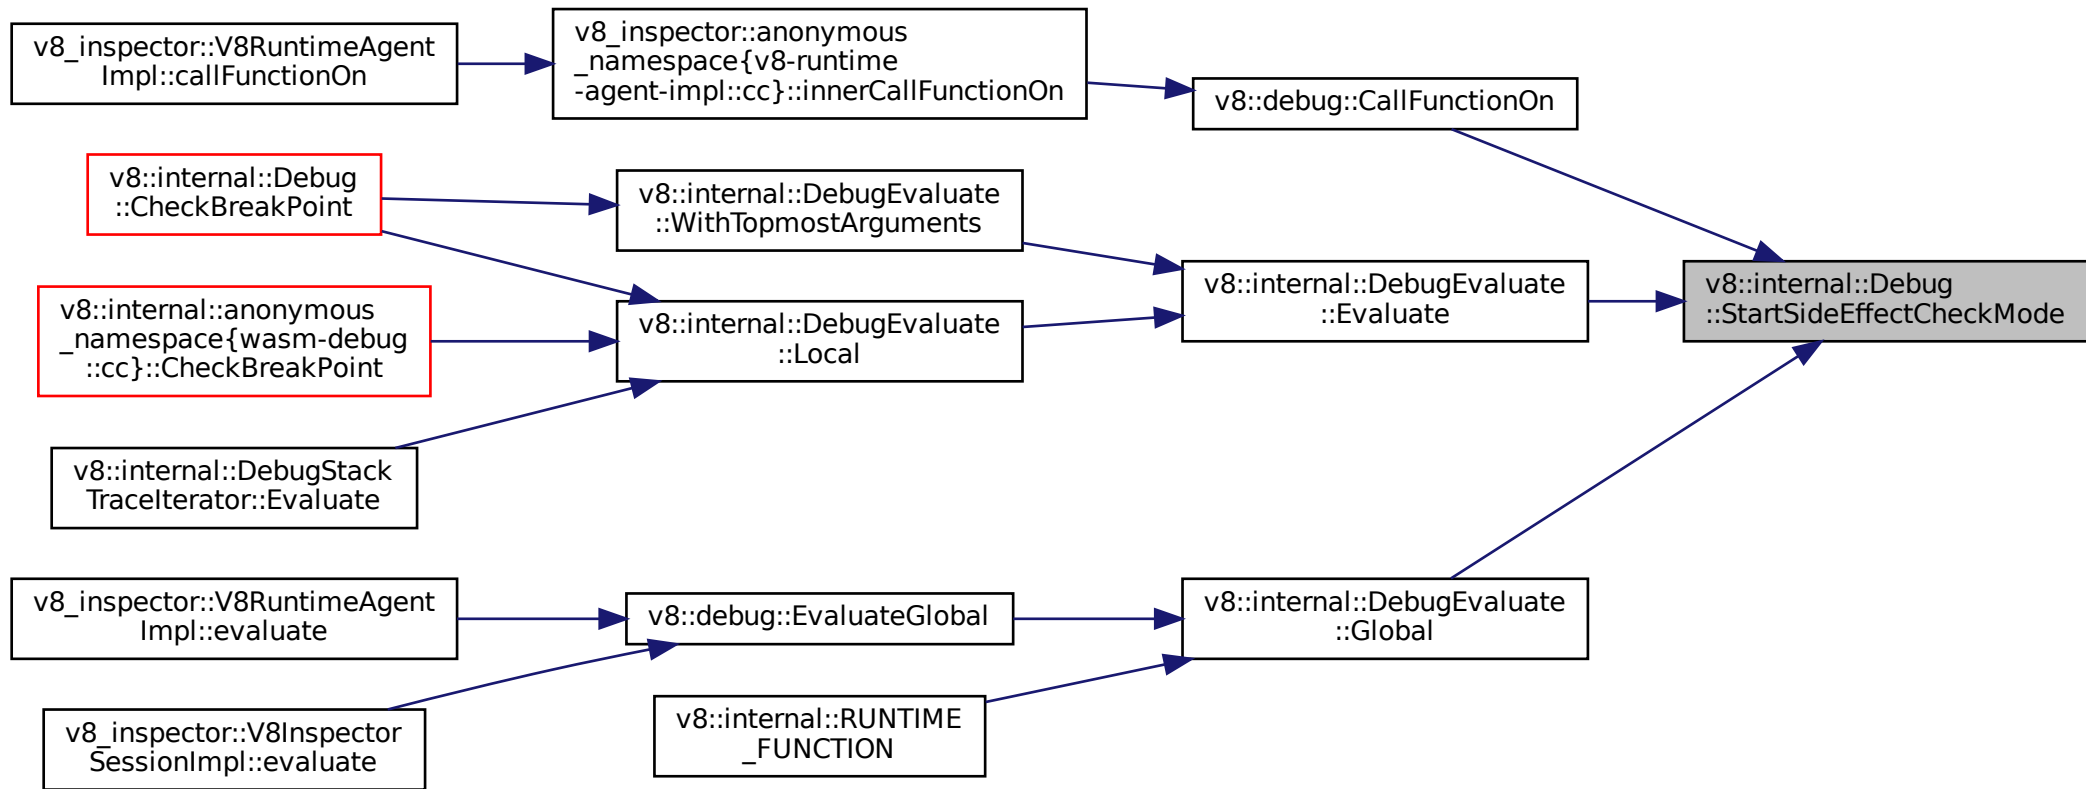 v8_inspector::V8RuntimeAgent
Impl::callFunctionOn
v8_inspector::anonymous
_namespace{v8-runtime
-agent-impl::cc}::innerCallFunctionOn
v8::debug::CallFunctionOn
v8::internal::Debug
::CheckBreakPoint
v8::internal::DebugEvaluate
::WithTopmostArguments
v8::internal::anonymous
_namespace{wasm-debug
::cc}::CheckBreakPoint
v8::internal::DebugEvaluate
::Local
v8::internal::DebugEvaluate
::Evaluate
v8::internal::Debug
::StartSideEffectCheckMode
v8::internal::DebugStack
TraceIterator::Evaluate
v8_inspector::V8RuntimeAgent
Impl::evaluate
v8::debug::EvaluateGlobal
v8::internal::DebugEvaluate
::Global
v8_inspector::V8Inspector
SessionImpl::evaluate
v8::internal::RUNTIME
_FUNCTION